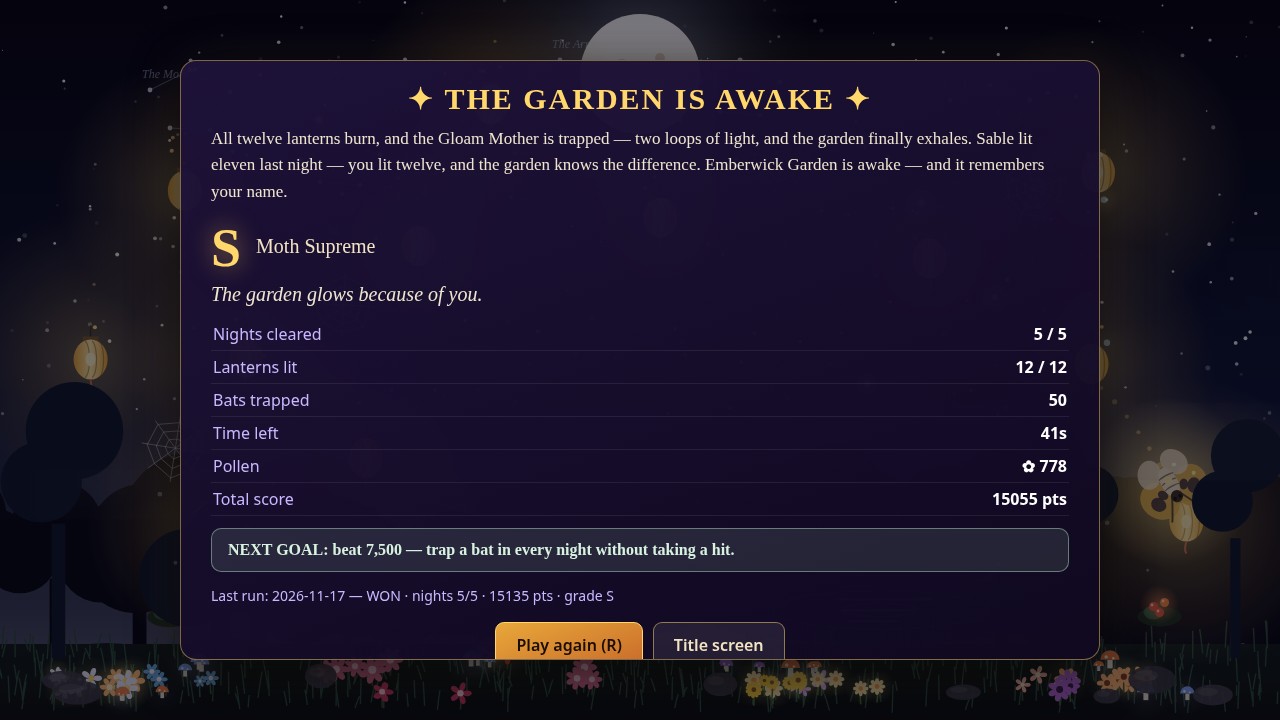 ✦ THE GARDEN IS AWAKE ✦
All twelve lanterns burn, and the Gloam Mother is trapped — two loops of light, and the garden finally exhales. Sable lit
eleven last night — you lit twelve, and the garden knows the difference. Emberwick Garden is awake — and it remembers
your name.
S Moth Supreme
The garden glows because of you.
Nights cleared 5 / 5
Lanterns lit 12 / 12
Bats trapped 50
Time left 41s
Pollen ✿ 778
Total score 15055 pts
NEXT GOAL: beat 7,500 — trap a bat in every night without taking a hit.
Last run: 2026-11-17 — WON · nights 5/5 · 15135 pts · grade S
Play again (R) Title screen